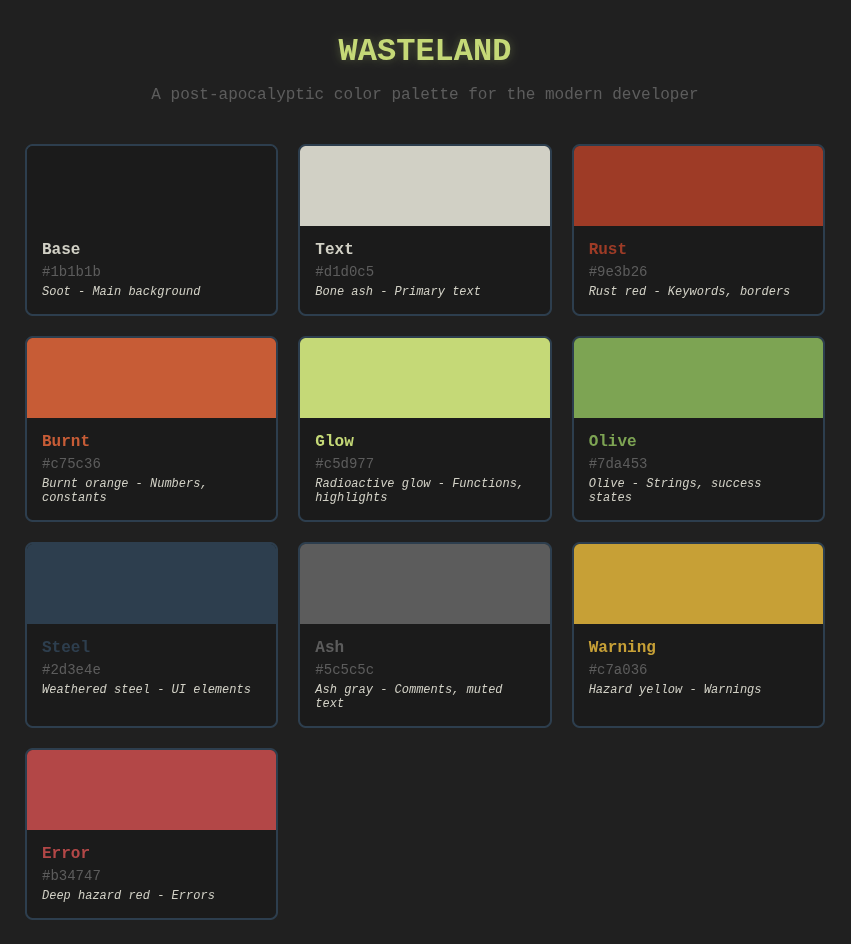 WASTELAND
A post-apocalyptic color palette for the modern developer
Base
#1b1b1b
Soot - Main background
Text
#d1d0c5
Bone ash - Primary text
Rust
#9e3b26
Rust red - Keywords, borders
Burnt
#c75c36
Burnt orange - Numbers,
constants
Glow
#c5d977
Radioactive glow - Functions,
highlights
Olive
#7da453
Olive - Strings, success
states
Steel
#2d3e4e
Weathered steel - UI elements
Ash
#5c5c5c
Ash gray - Comments, muted
text
Warning
#c7a036
Hazard yellow - Warnings
Error
#b34747
Deep hazard red - Errors